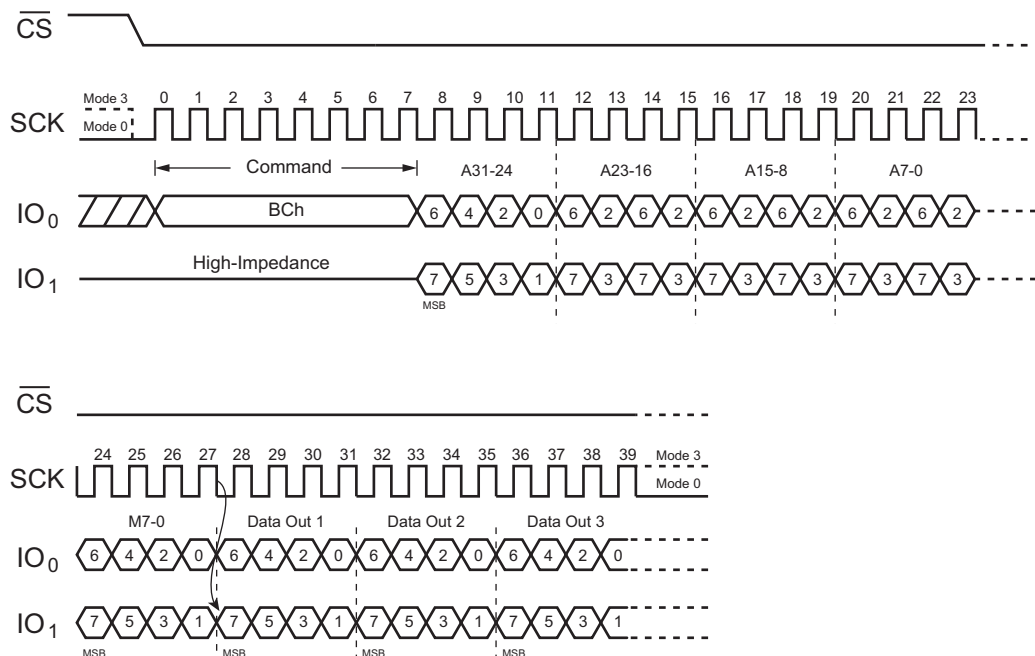 CS
Mode 3
Mode 0
SCK
0 1 2 3 4 5 6 7 8 9 10 11 12 13 14 15 16 17 18 19 20 21 22 23
Command A31-24 A23-16 A15-8 A7-0
IO0 BCh 6 4 2 0 6 2 6 2 6 2 6 2 6 2 6 2
High-Impedance
IO1 7 5 3 1 7 3 7 3 7 3 7 3 7 3 7 3
MSB
CS
24 25 26 27 28 29 30 31 32 33 34 35 36 37 38 39 Mode 3
SCK Mode 0
M7-0 Data Out 1 Data Out 2 Data Out 3
IO0 6 4 2 0 6 4 2 0 6 4 2 0 6 4 2 0
IO1 7 5 3 1 7 5 3 1 7 5 3 1 7 5 3 1
MSB MSB MSB MSB